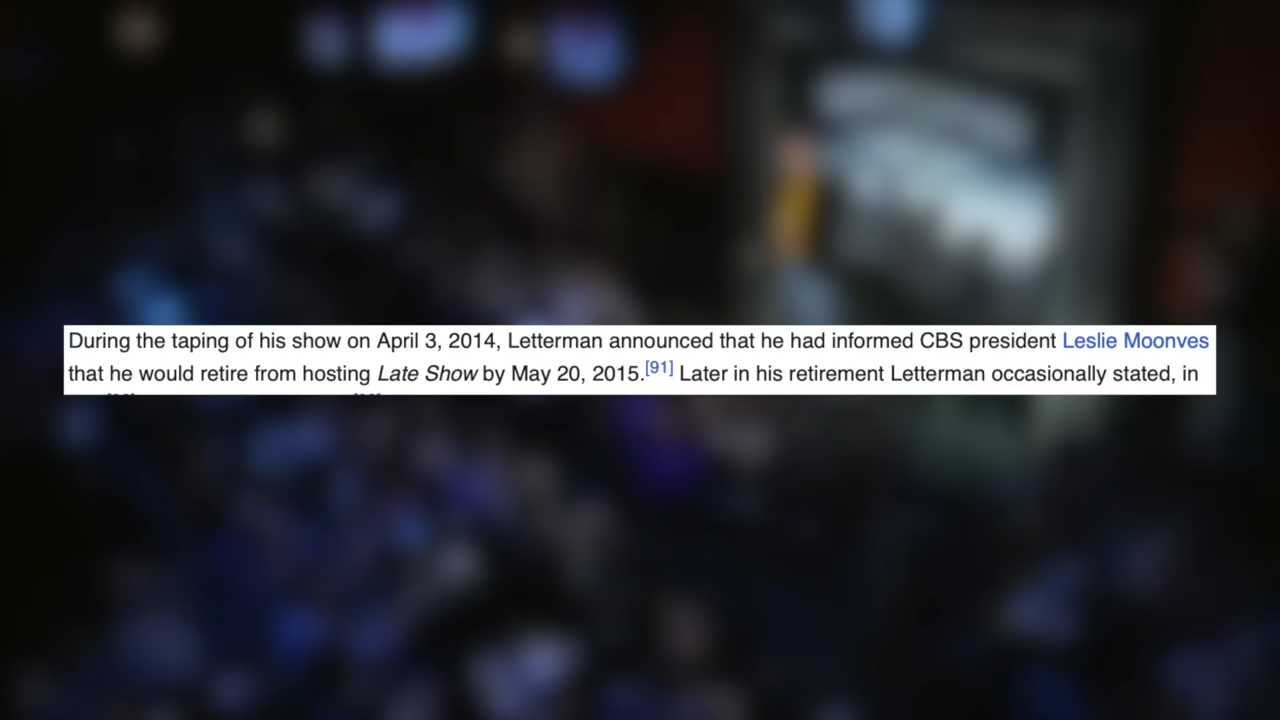 During the taping of his show on April 3, 2014, Letterman announced that he had informed CBS president Leslie Moonves
that he would retire from hosting Late Show by May 20, 2015.[91] Later in his retirement Letterman occasionally stated, in